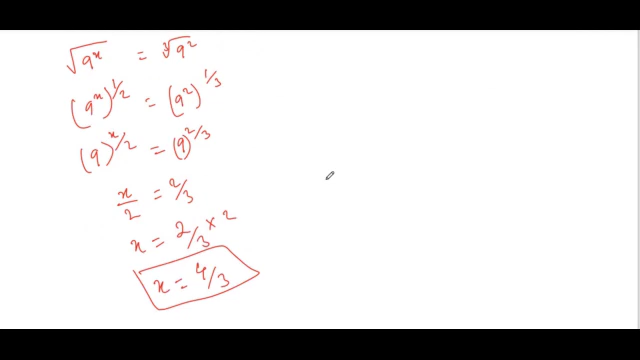 √9ˣ = ∛9²
(9ˣ)^1/2 = (9²)^1/3
(9)^x/2 = (9)^2/3
x/2 = 2/3
x = 2/3 × 2
x = 4/3